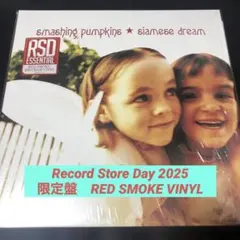 smashing pumpkins ★ siamese dream
RSD
ESSENTIAL
Record Store Day 2025
限定盤 RED SMOKE VINYL